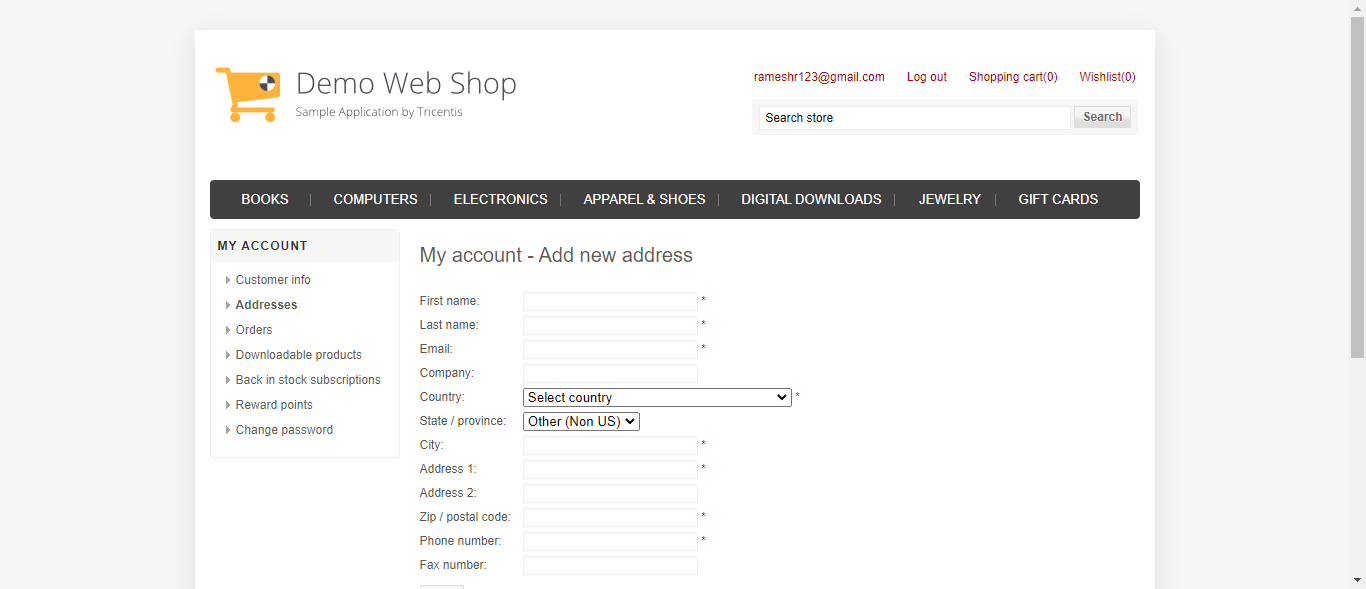 Demo Web Shop
Sample Application by Tricentis
rameshr123@gmail.com Log out Shopping cart(0) Wishlist(0)
Search store Search
BOOKS COMPUTERS ELECTRONICS APPAREL & SHOES DIGITAL DOWNLOADS JEWELRY GIFT CARDS
MY ACCOUNT
Customer info
Addresses
Orders
Downloadable products
Back in stock subscriptions
Reward points
Change password
My account - Add new address
First name: *
Last name: *
Email: *
Company:
Country: Select country *
State / province: Other (Non US)
City: *
Address 1: *
Address 2:
Zip / postal code: *
Phone number: *
Fax number: